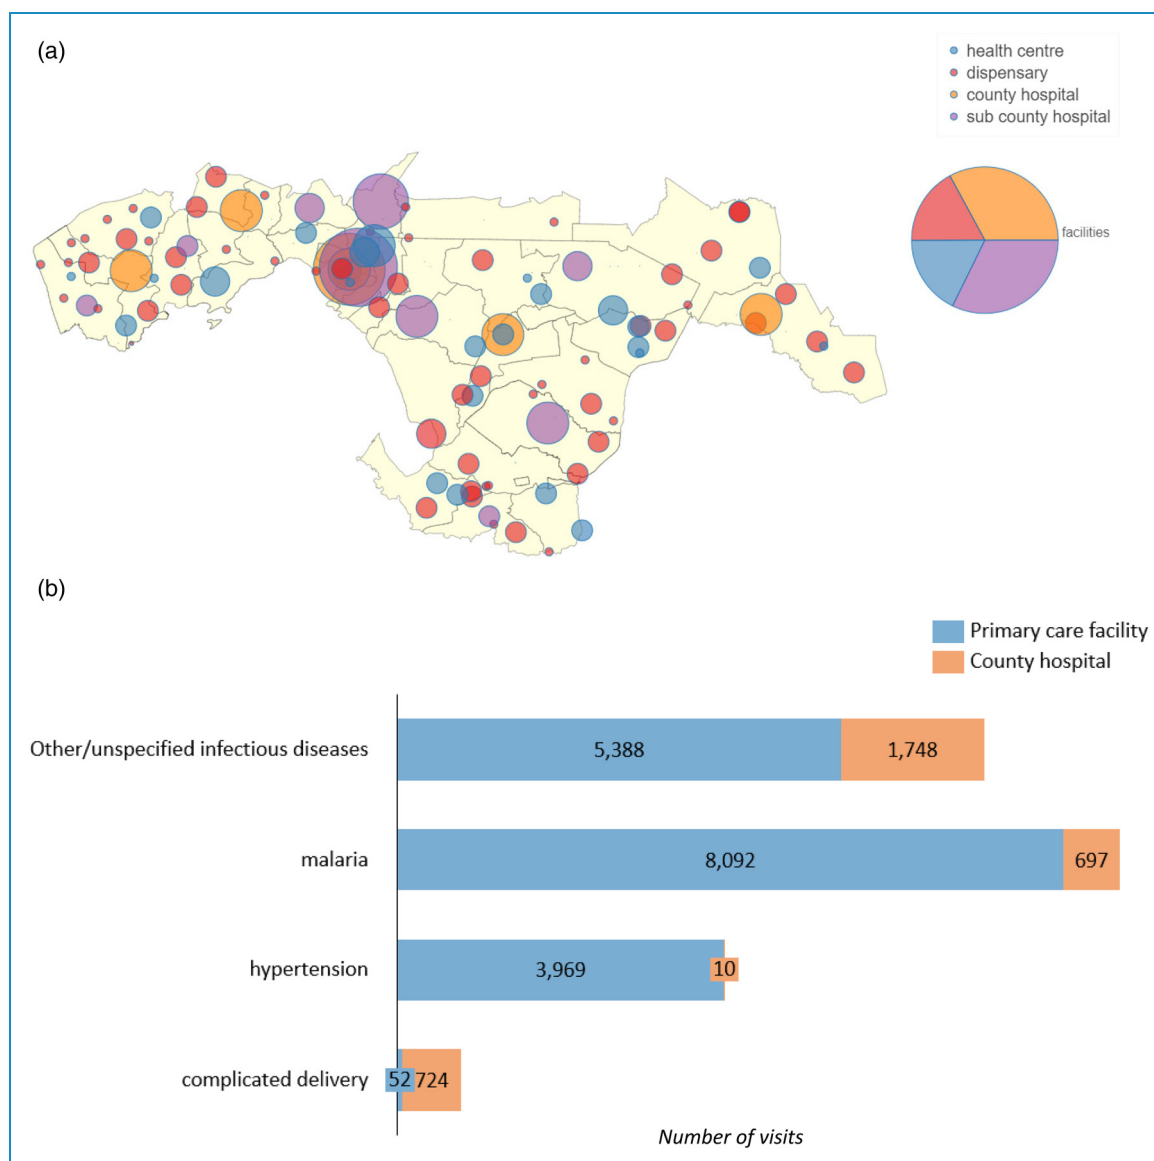 (a)
health centre
dispensary
county hospital
sub county hospital
facilities
(b)
Primary care facility
County hospital
Other/unspecified infectious diseases
5,388
1,748
malaria
8,092
697
hypertension
3,969
10
complicated delivery
52
724
Number of visits